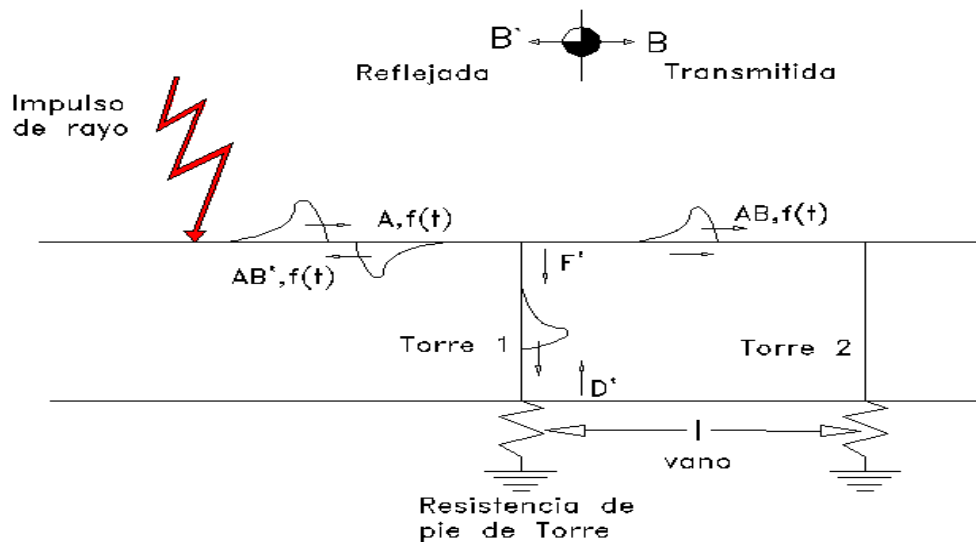 B' B
Reflejada Transmitida
Impulso
de rayo
A,f(t)
AB,f(t)
AB',f(t)
F'
Torre 1
Torre 2
D'
l
vano
Resistencia de
pie de Torre